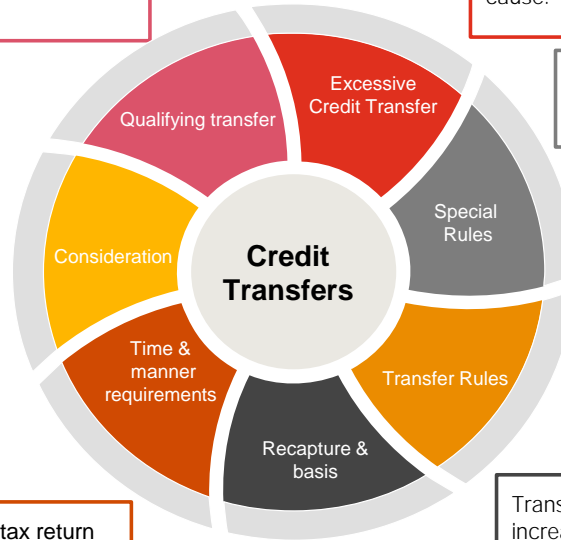 cause.
Excessive
Credit Transfer
Qualifying transfer
Special
Rules
Consideration
Credit
Transfers
Time &
manner
requirements
Transfer Rules
Recapture &
basis
tax return
Trans
increa